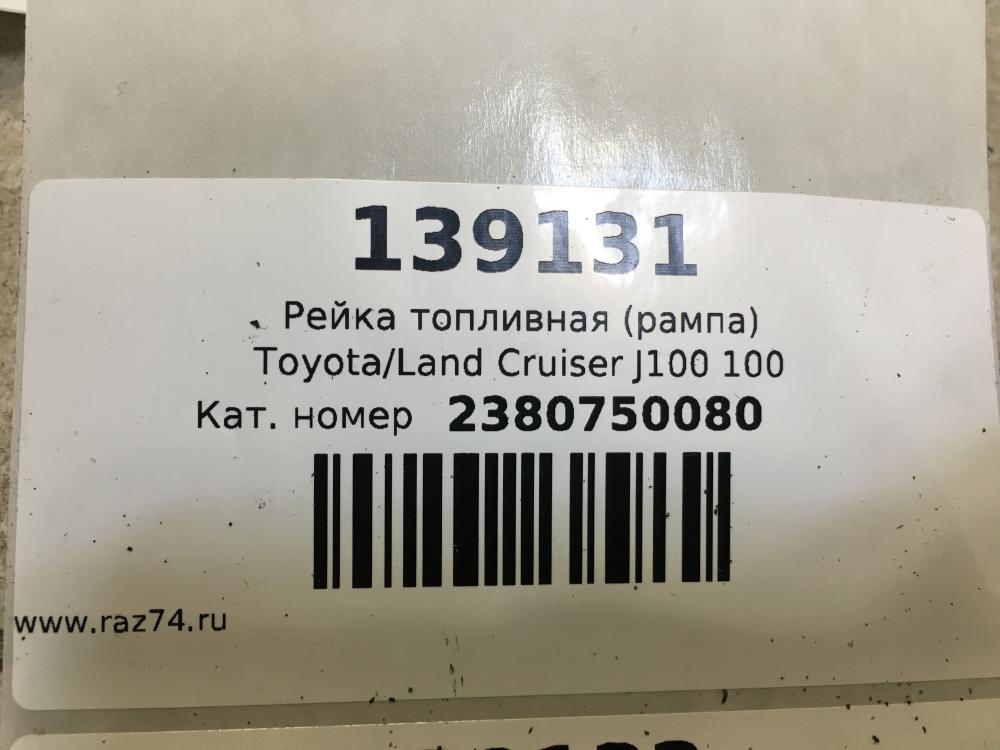 139131
Рейка топливная (рампа)
Toyota/Land Cruiser J100 100
Кат. номер 2380750080
www.raz74.ru